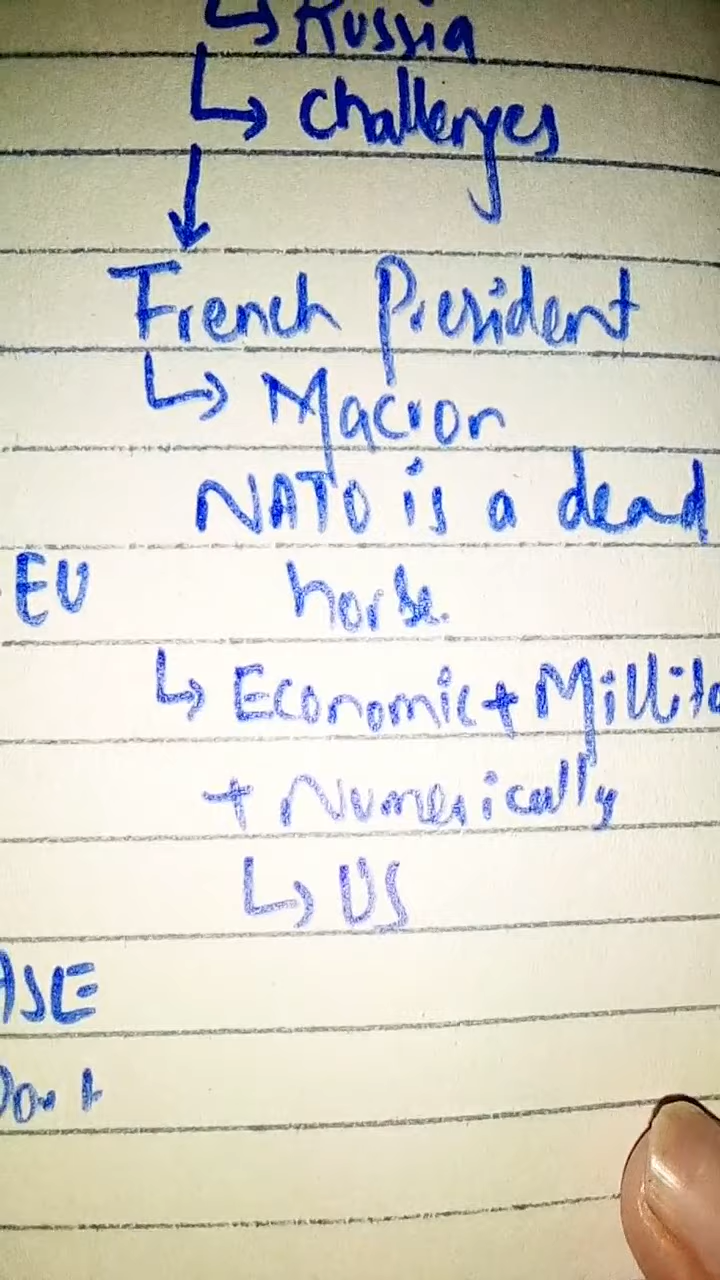 ↳ Russia
↳ Challenges
↓
French President
↳ Macron
NATO is a dead
EU horse.
↳ Economic + Millita
+ Numerically
↳ US
ASE